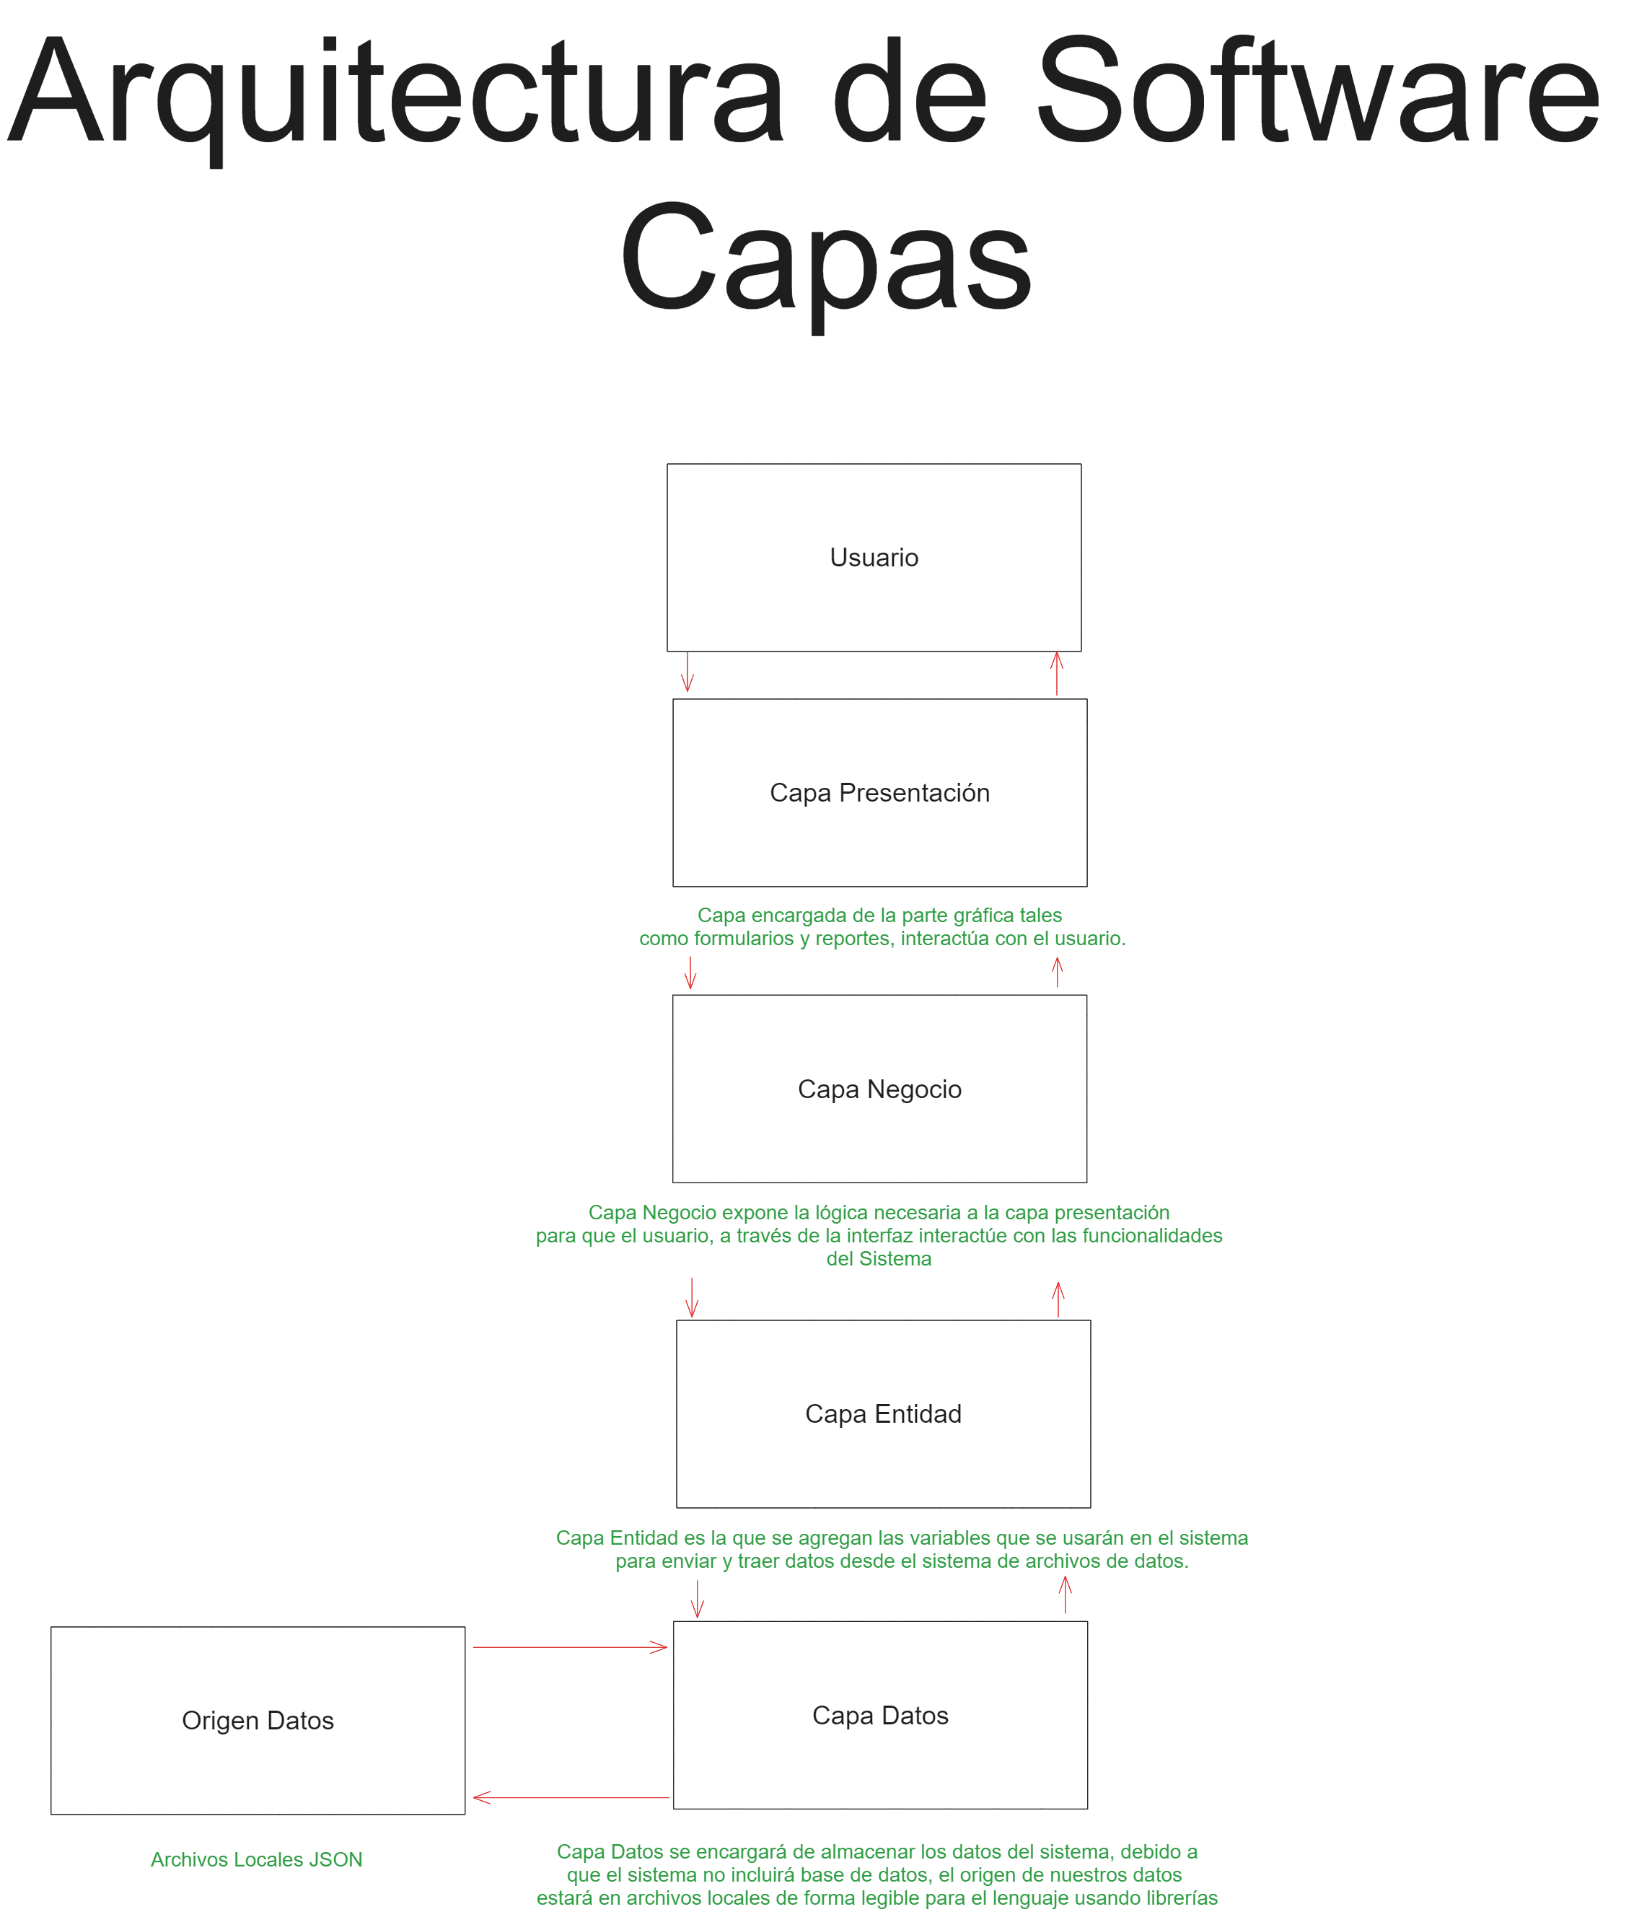 Arquitectura de Software
Capas
Usuario
Capa Presentación
Capa encargada de la parte gráfica tales
como formularios y reportes, interactúa con el usuario.
Capa Negocio
Capa Negocio expone la lógica necesaria a la capa presentación
para que el usuario, a través de la interfaz interactúe con las funcionalidades
del Sistema
Capa Entidad
Capa Entidad es la que se agregan las variables que se usarán en el sistema
para enviar y traer datos desde el sistema de archivos de datos.
Origen Datos
Archivos Locales JSON
Capa Datos
Capa Datos se encargará de almacenar los datos del sistema, debido a
que el sistema no incluirá base de datos, el origen de nuestros datos
estará en archivos locales de forma legible para el lenguaje usando librerías